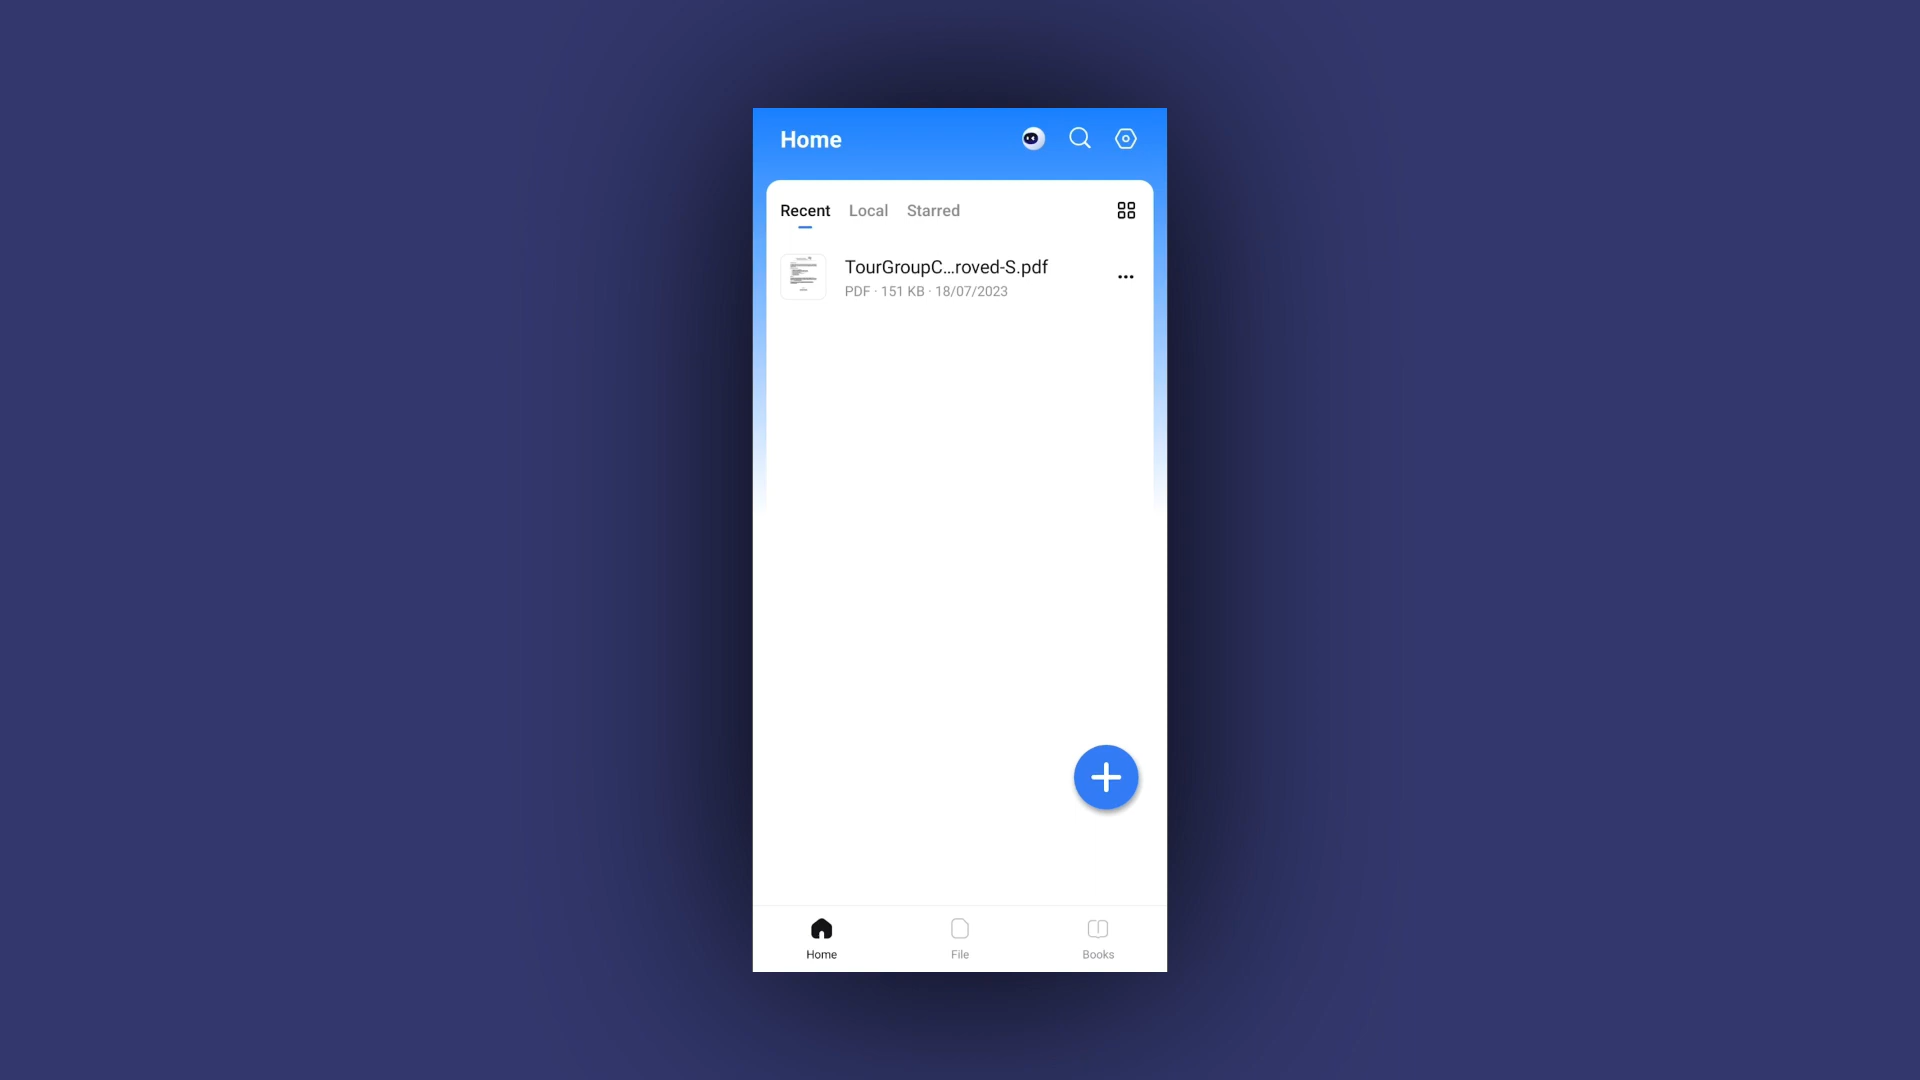 Home
Recent Local Starred
TourGroupC...roved-S.pdf
PDF · 151 KB · 18/07/2023
Home File Books